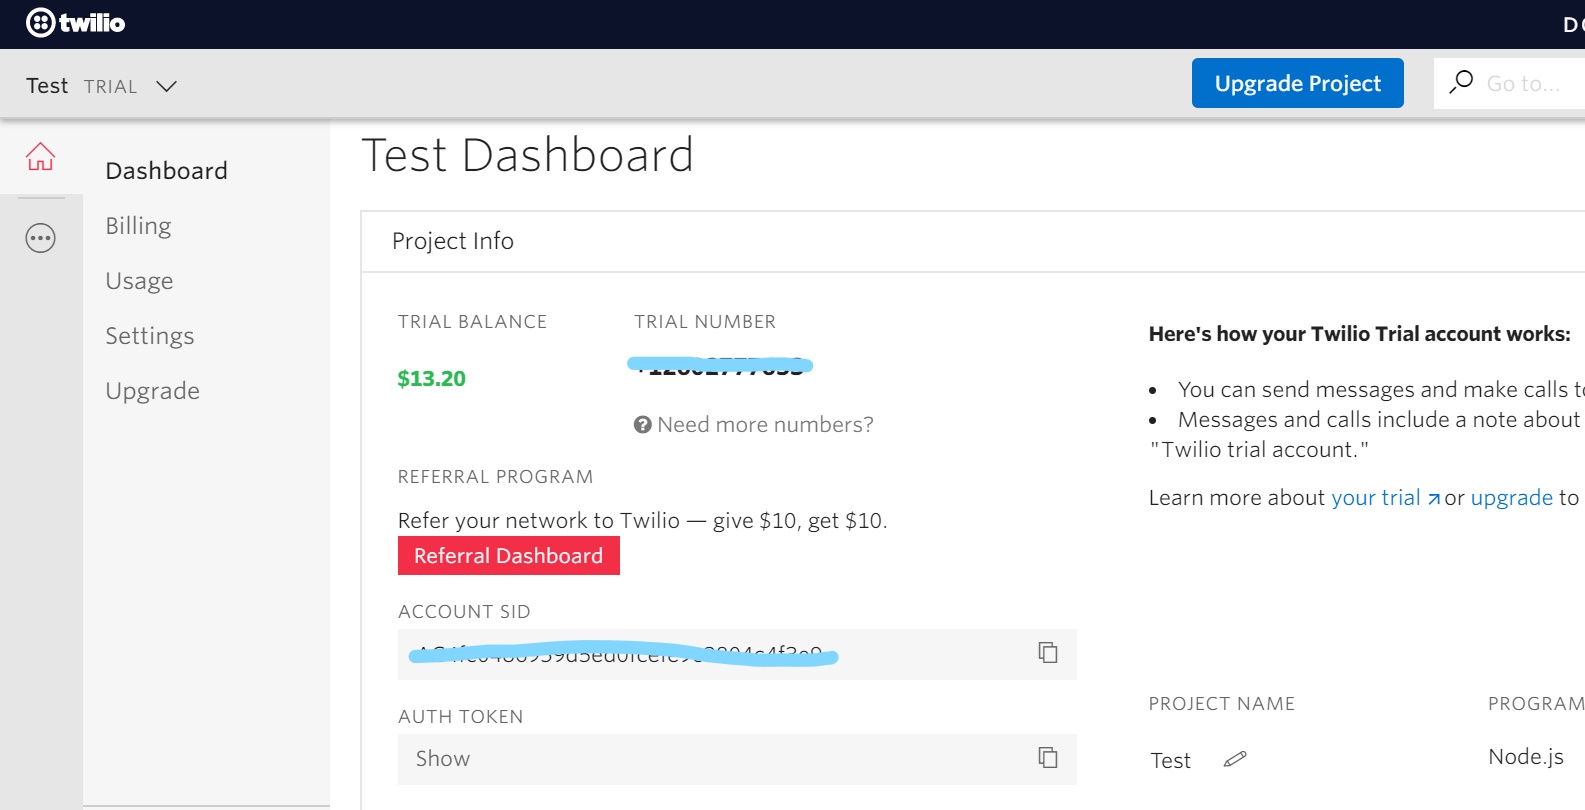 twilio
Test TRIAL
Upgrade Project
Go to...
Dashboard
Billing
Usage
Settings
Upgrade
Test Dashboard
Project Info
TRIAL BALANCE
$13.20
TRIAL NUMBER
Need more numbers?
REFERRAL PROGRAM
Refer your network to Twilio — give $10, get $10.
Referral Dashboard
ACCOUNT SID
AUTH TOKEN
Show
Here's how your Twilio Trial account works:
• You can send messages and make calls
• Messages and calls include a note about
"Twilio trial account."
Learn more about your trial ↗ or upgrade to
PROJECT NAME
Test
PROGRAM
Node.js